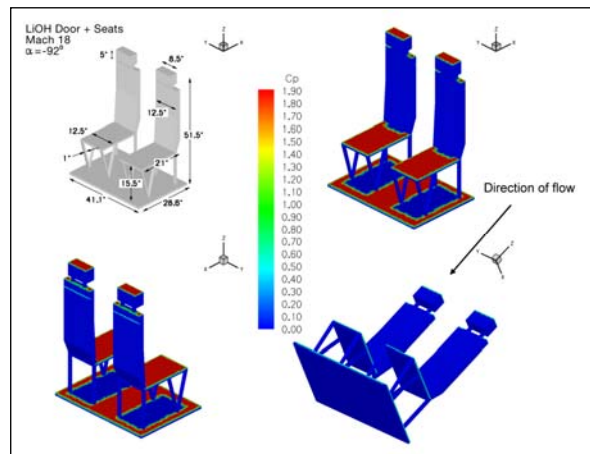 LiOH Door + Seats
Mach 18
α=-92°
5"
8.5"
12.5"
51.5"
12.5"
1"
21"
15.5"
41.1"
28.6"
Z
Y
X
Cp
1.90
1.80
1.70
1.60
1.50
1.40
1.30
1.20
1.10
1.00
0.90
0.80
0.70
0.60
0.50
0.40
0.30
0.20
0.10
0.00
Z
Y
X
Direction of flow
Z
X
Y
Z
Y
X